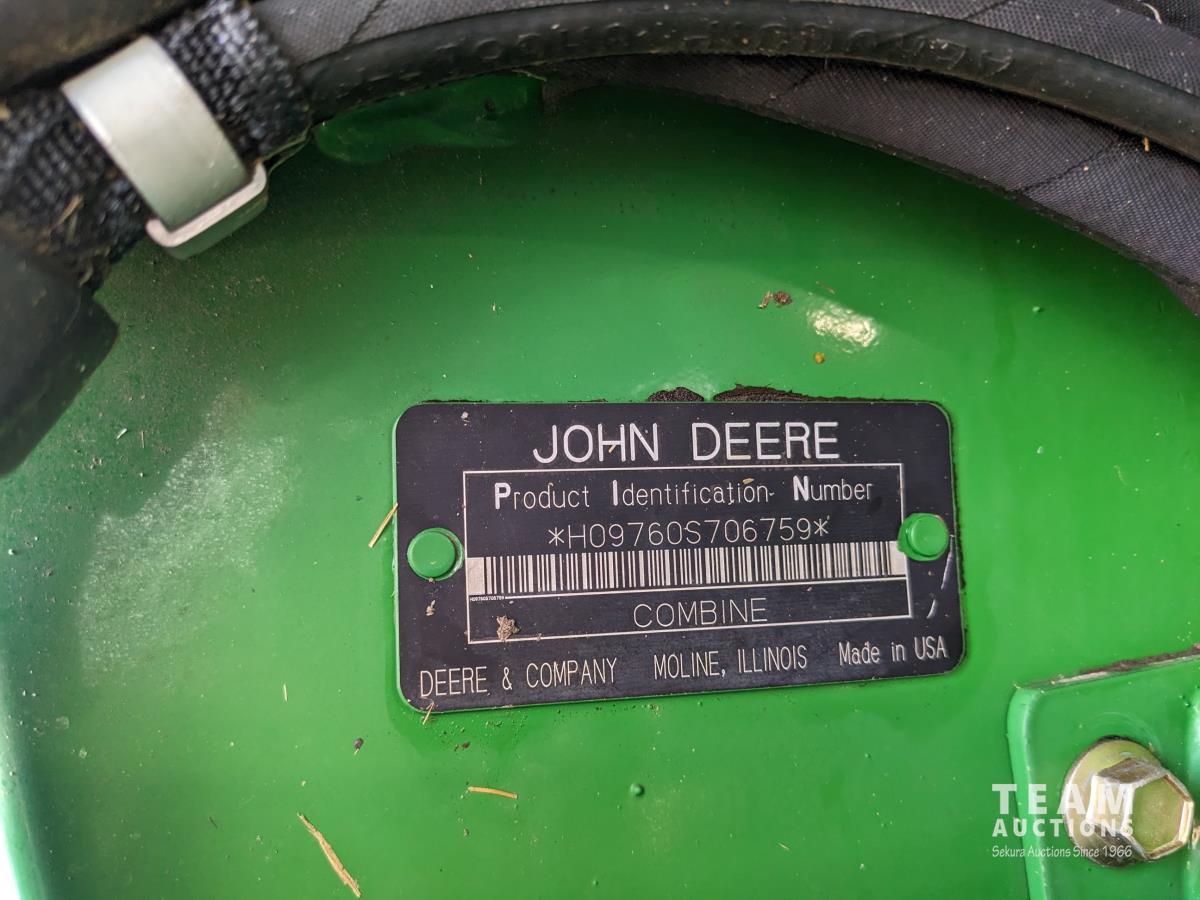 JOHN DEERE
Product Identification Number
*H09760S706759*
H09760S706759
COMBINE
DEERE & COMPANY MOLINE, ILLINOIS Made in USA
TEAM
AUCTIONS
Sekura Auctions Since 1966